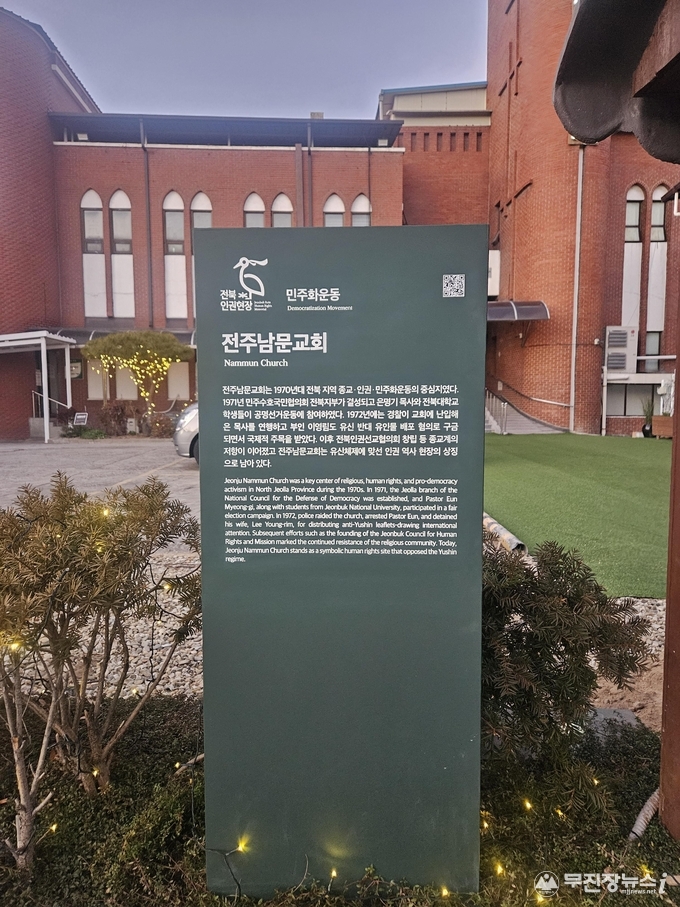 전북
인권현장
Jeonbuk State
Human Rights
Memorial
민주화운동
Democratization Movement
전주남문교회
Nammun Church
전주남문교회는 1970년대 전북 지역 종교·인권·민주화운동의 중심지였다.
1971년 민주수호국민협의회 전북지부가 결성되고 은명기 목사와 전북대학교
학생들이 공명선거운동에 참여하였다. 1972년에는 경찰이 교회에 난입해
은 목사를 연행하고 부인 이영림도 유신 반대 유인물 배포 혐의로 구금
되면서 국제적 주목을 받았다. 이후 전북인권선교협의회 창립 등 종교계의
저항이 이어졌고 전주남문교회는 유신체제에 맞선 인권 역사 현장의 상징
으로 남아 있다.
Jeonju Nammun Church was a key center of religious, human rights, and pro-democracy
activism in North Jeolla Province during the 1970s. In 1971, the Jeolla branch of the
National Council for the Defense of Democracy was established, and Pastor Eun
Myeong-gi, along with students from Jeonbuk National University, participated in a fair
election campaign. In 1972, police raided the church, arrested Pastor Eun, and detained
his wife, Lee Young-rim, for distributing anti-Yushin leaflets-drawing international
attention. Subsequent efforts such as the founding of the Jeonbuk Council for Human
Rights and Mission marked the continued resistance of the religious community. Today,
Jeonju Nammun Church stands as a symbolic human rights site that opposed the Yushin
regime.
무진장뉴스i
mjjnews.net